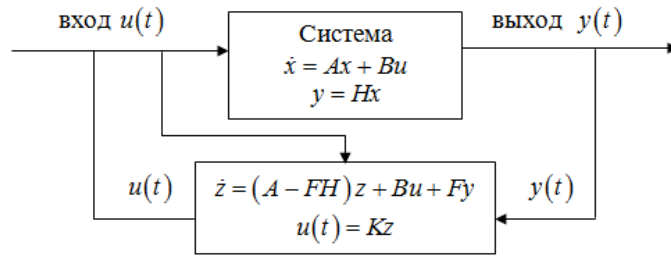 вход u(t)
выход y(t)
Система
ẋ = Ax + Bu
y = Hx
u(t)
ż = (A − FH)z + Bu + Fy
u(t) = Kz
y(t)